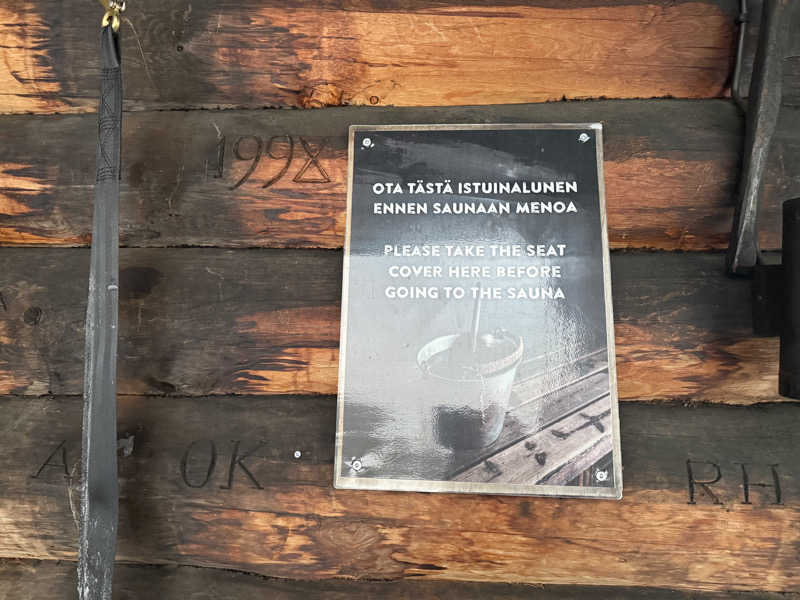 1998
OTA TÄSTÄ ISTUINALUNEN
ENNEN SAUNAAN MENOA
PLEASE TAKE THE SEAT
COVER HERE BEFORE
GOING TO THE SAUNA
A OK
RH